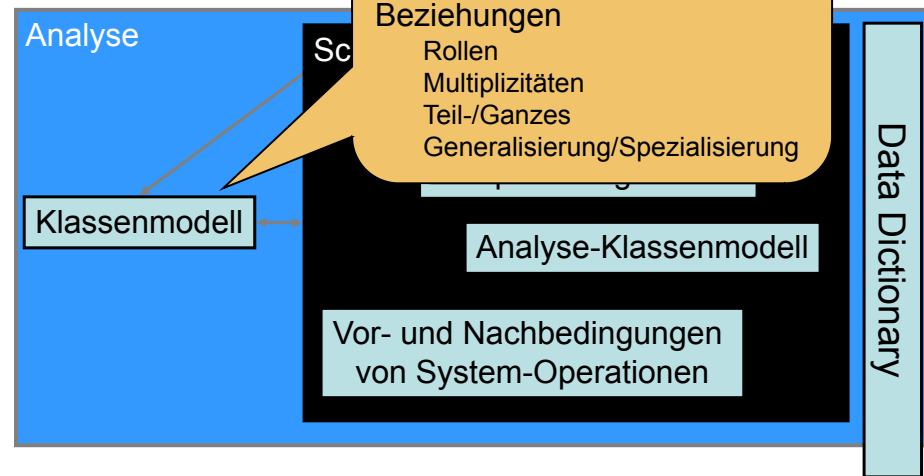 Analyse
Beziehungen
Rollen
Multiplizitäten
Teil-/Ganzes
Generalisierung/Spezialisierung
Sc
Klassenmodell
Analyse-Klassenmodell
Vor- und Nachbedingungen
von System-Operationen
Data Dictionary